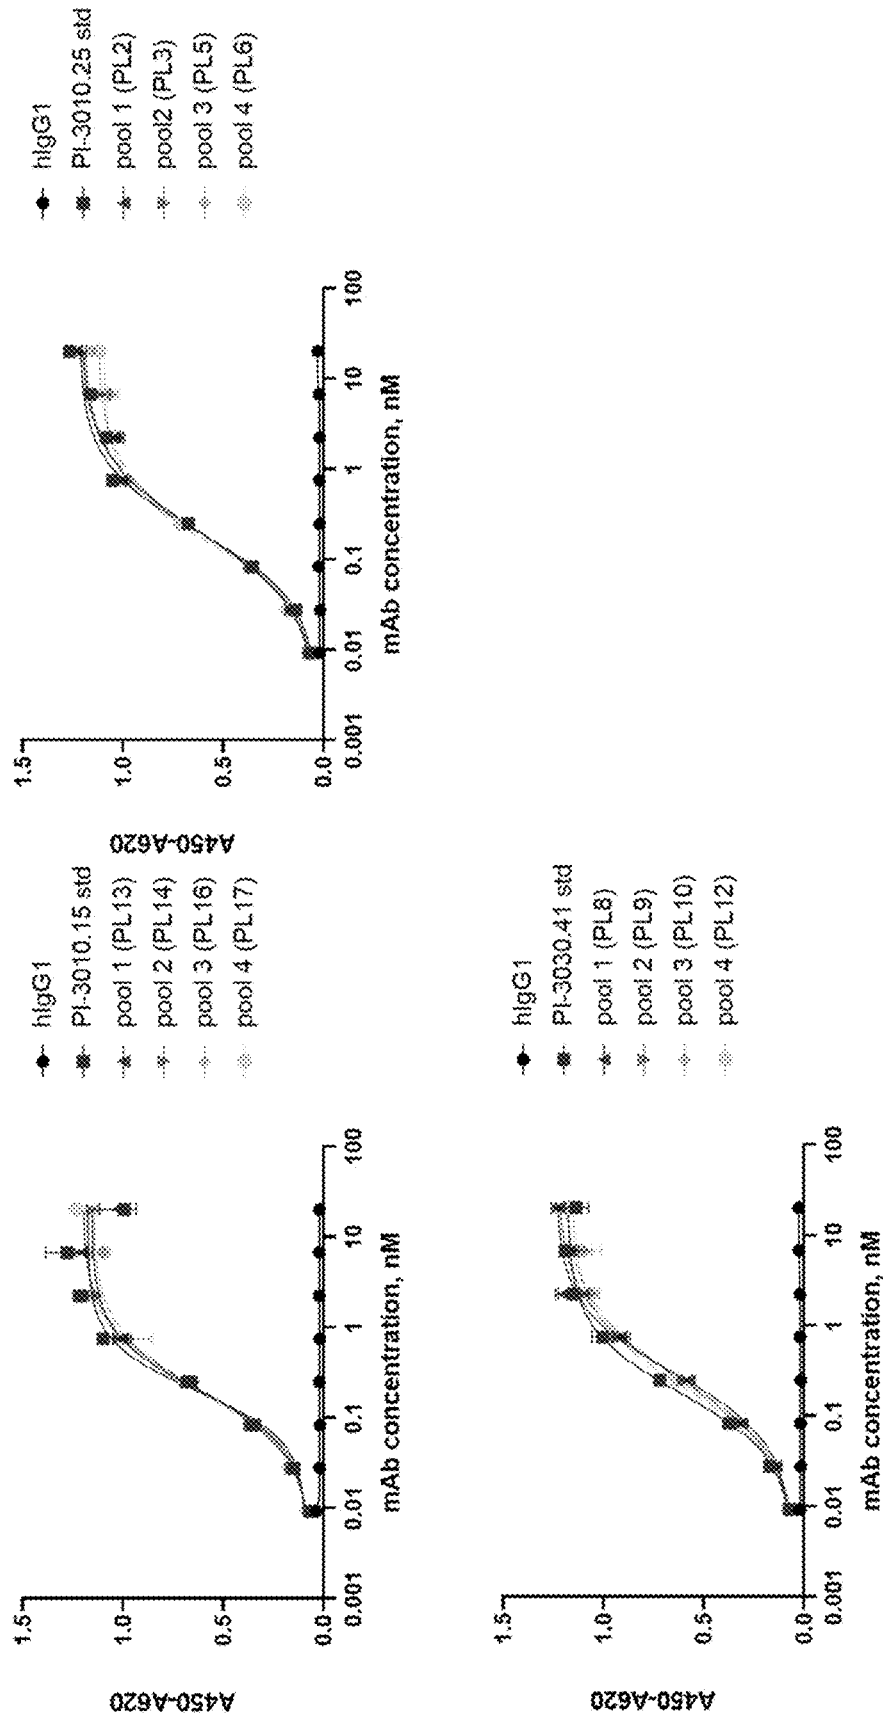 A450-A620
1.5
1.0
0.5
0.0
0.001
0.01
0.1
1
10
100
mAb concentration, nM
hIgG1
PI-3010.15 std
pool 1 (PL13)
pool 2 (PL14)
pool 3 (PL16)
pool 4 (PL17)
A450-A620
1.5
1.0
0.5
0.0
0.001
0.01
0.1
1
10
100
mAb concentration, nM
hIgG1
PI-3010.25 std
pool 1 (PL2)
pool2 (PL3)
pool 3 (PL5)
pool 4 (PL6)
A450-A620
1.5
1.0
0.5
0.0
0.001
0.01
0.1
1
10
100
mAb concentration, nM
hIgG1
PI-3030.41 std
pool 1 (PL8)
pool 2 (PL9)
pool 3 (PL10)
pool 4 (PL12)